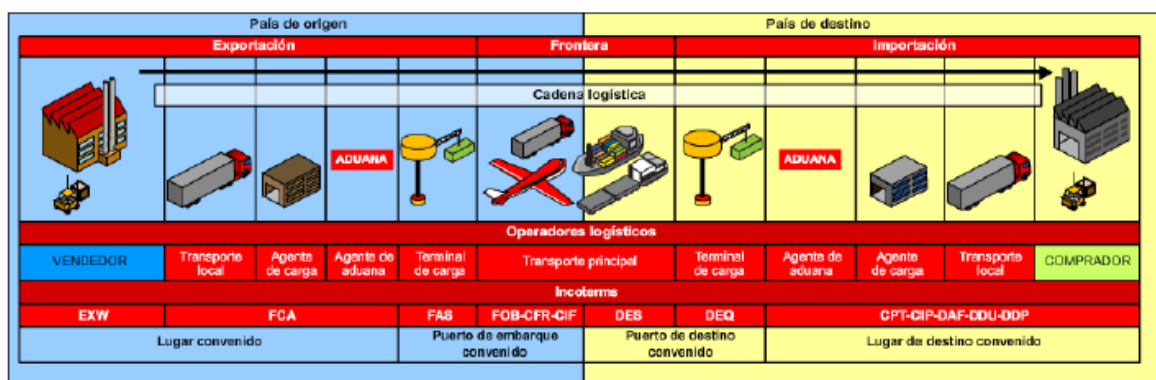 País de origen
País de destino
Exportación
Frontera
Importación
Cadena logística
ADUANA
ADUANA
Operadores logísticos
VENDEDOR
Transporte
local
Agente
de carga
Agente de
aduana
Terminal
de carga
Transporte principal
Terminal
de carga
Agente de
aduana
Agente
de carga
Transporte
local
COMPRADOR
Incoterms
EXW
FCA
FAS
FOB-CFR-CIF
DES
DEQ
CPT-CIP-DAF-DDU-DDP
Lugar convenido
Puerto de embarque
convenido
Puerto de destino
convenido
Lugar de destino convenido